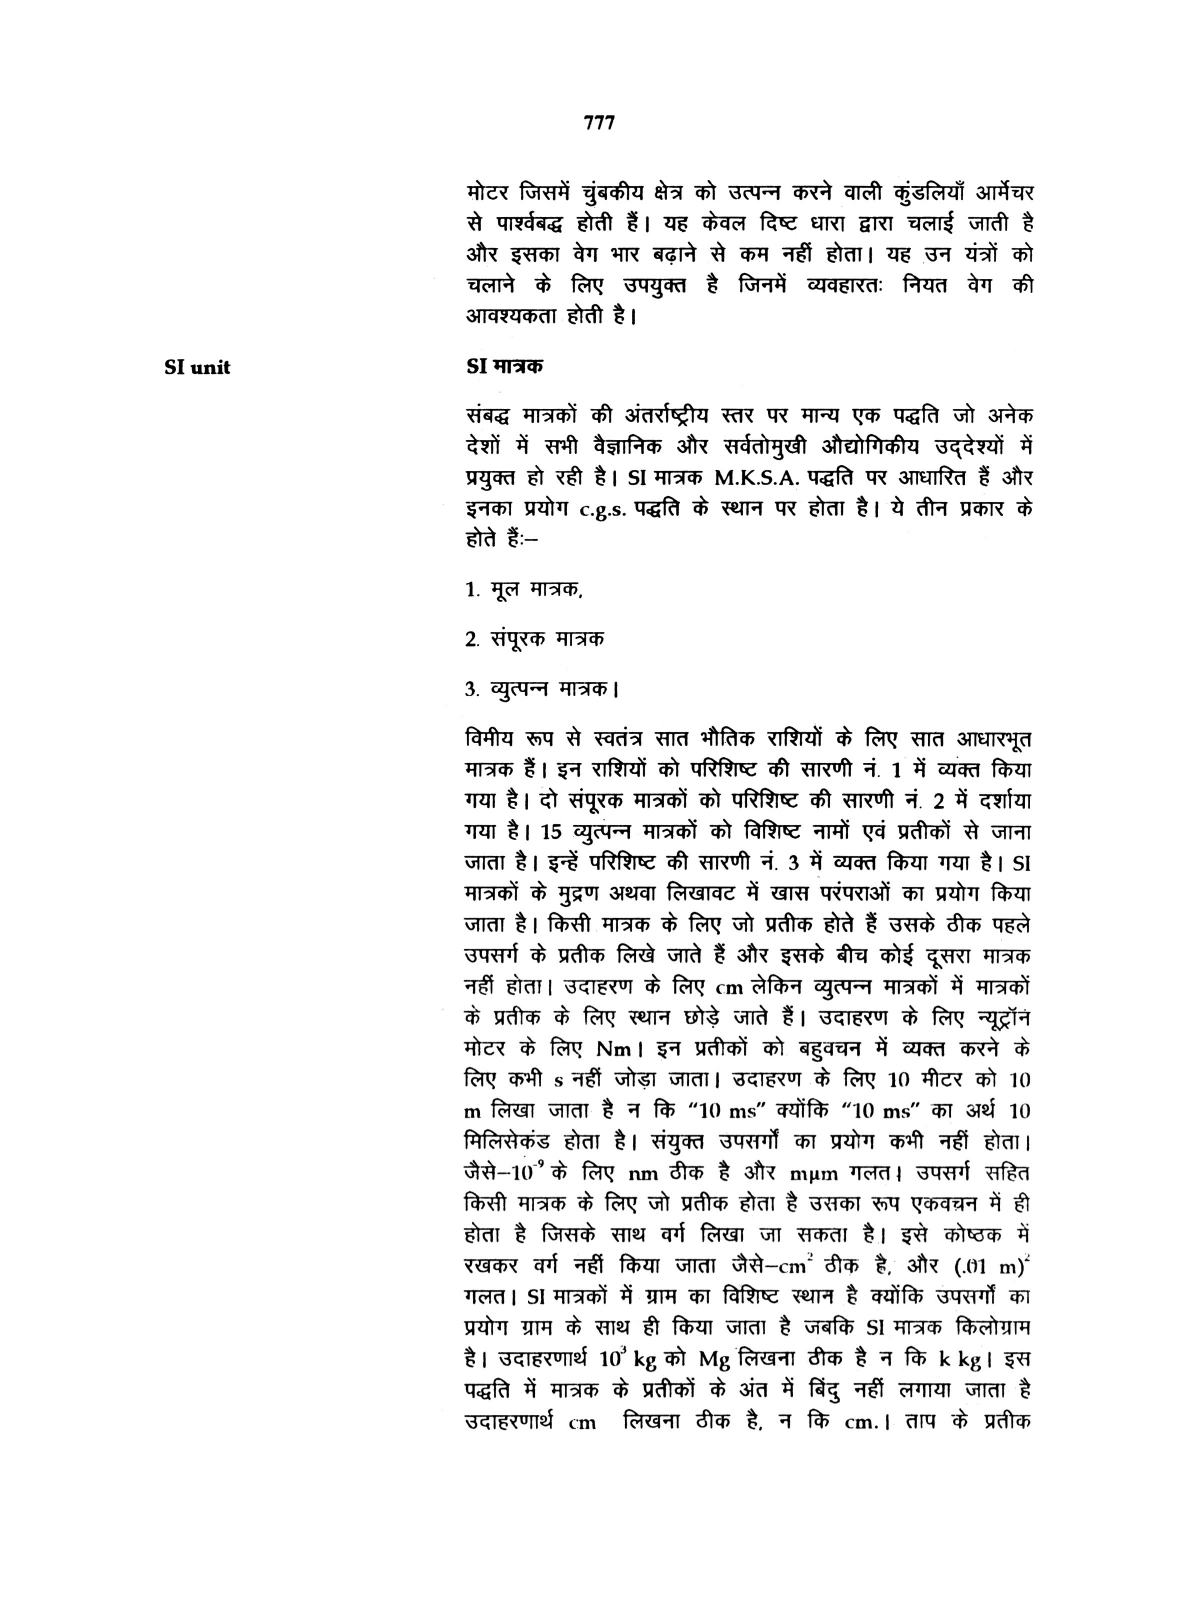 777
मोटर जिसमें चुंबकीय क्षेत्र को उत्पन्न करने वाली कुंडलियाँ आर्मेचर
से पार्श्वबद्ध होती हैं। यह केवल दिष्ट धारा द्वारा चलाई जाती है
और इसका वेग भार बढ़ाने से कम नहीं होता। यह उन यंत्रों को
चलाने के लिए उपयुक्त है जिनमें व्यवहारतः नियत वेग की
आवश्यकता होती है।
SI unit
SI मात्रक
संबद्ध मात्रकों की अंतर्राष्ट्रीय स्तर पर मान्य एक पद्धति जो अनेक
देशों में सभी वैज्ञानिक और सर्वतोमुखी औद्योगिकीय उद्देश्यों में
प्रयुक्त हो रही है। SI मात्रक M.K.S.A. पद्धति पर आधारित हैं और
इनका प्रयोग c.g.s. पद्धति के स्थान पर होता है। ये तीन प्रकार के
होते हैं:–
1. मूल मात्रक,
2. संपूरक मात्रक
3. व्युत्पन्न मात्रक।
विमीय रूप से स्वतंत्र सात भौतिक राशियों के लिए सात आधारभूत
मात्रक हैं। इन राशियों को परिशिष्ट की सारणी नं. 1 में व्यक्त किया
गया है। दो संपूरक मात्रकों को परिशिष्ट की सारणी नं. 2 में दर्शाया
गया है। 15 व्युत्पन्न मात्रकों को विशिष्ट नामों एवं प्रतीकों से जाना
जाता है। इन्हें परिशिष्ट की सारणी नं. 3 में व्यक्त किया गया है। SI
मात्रकों के मुद्रण अथवा लिखावट में खास परंपराओं का प्रयोग किया
जाता है। किसी मात्रक के लिए जो प्रतीक होते हैं उसके ठीक पहले
उपसर्ग के प्रतीक लिखे जाते हैं और इसके बीच कोई दूसरा मात्रक
नहीं होता। उदाहरण के लिए cm लेकिन व्युत्पन्न मात्रकों में मात्रकों
के प्रतीक के लिए स्थान छोड़े जाते हैं। उदाहरण के लिए न्यूट्रॉन
मोटर के लिए Nm। इन प्रतीकों को बहुवचन में व्यक्त करने के
लिए कभी s नहीं जोड़ा जाता। उदाहरण के लिए 10 मीटर को 10
m लिखा जाता है न कि “10 ms” क्योंकि “10 ms” का अर्थ 10
मिलिसेकंड होता है। संयुक्त उपसर्गों का प्रयोग कभी नहीं होता।
जैसे–10⁻⁹ के लिए nm ठीक है और mµm गलत। उपसर्ग सहित
किसी मात्रक के लिए जो प्रतीक होता है उसका रूप एकवचन में ही
होता है जिसके साथ वर्ग लिखा जा सकता है। इसे कोष्ठक में
रखकर वर्ग नहीं किया जाता जैसे–cm² ठीक है, और (.01 m)²
गलत। SI मात्रकों में ग्राम का विशिष्ट स्थान है क्योंकि उपसर्गों का
प्रयोग ग्राम के साथ ही किया जाता है जबकि SI मात्रक किलोग्राम
है। उदाहरणार्थ 10³ kg को Mg लिखना ठीक है न कि k kg। इस
पद्धति में मात्रक के प्रतीकों के अंत में बिंदु नहीं लगाया जाता है
उदाहरणार्थ cm लिखना ठीक है, न कि cm.। ताप के प्रतीक